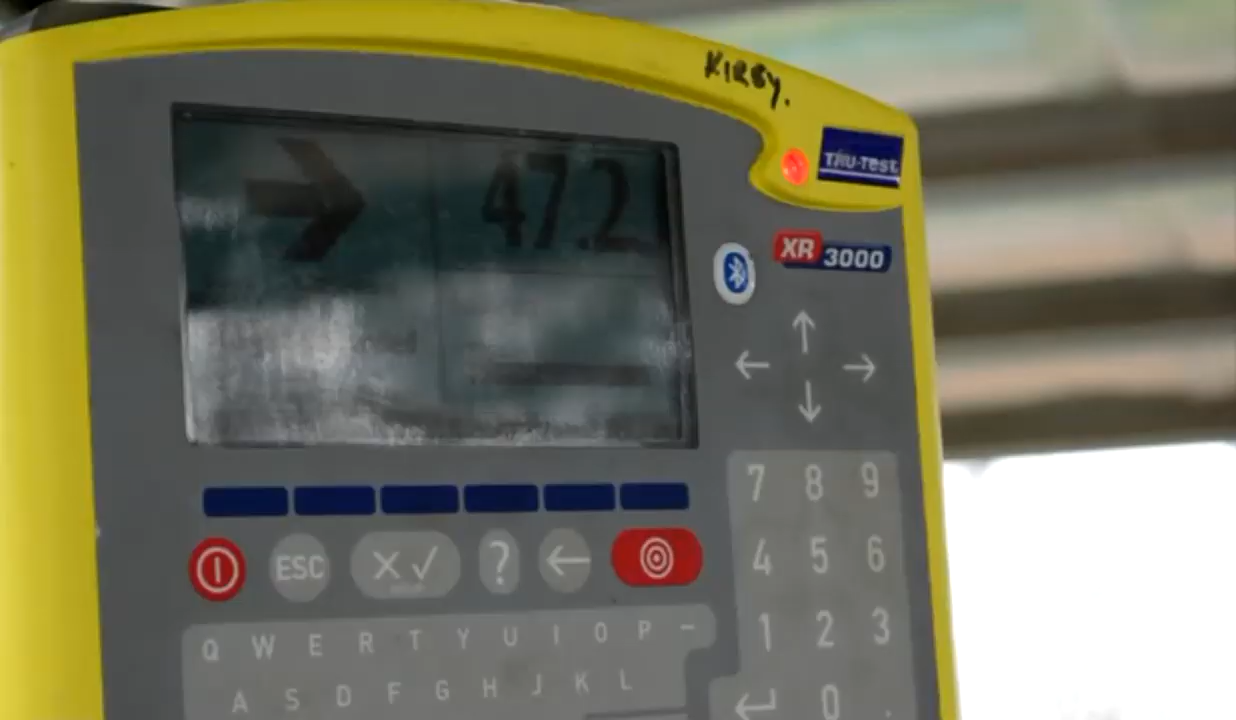 KIRBY.
TRU-TEST
47.2
XR 3000
7 8 9
ESC ?
4 5 6
1 2 3
Q W E R T Y U I O P -
A S D F G H J K L
0 .